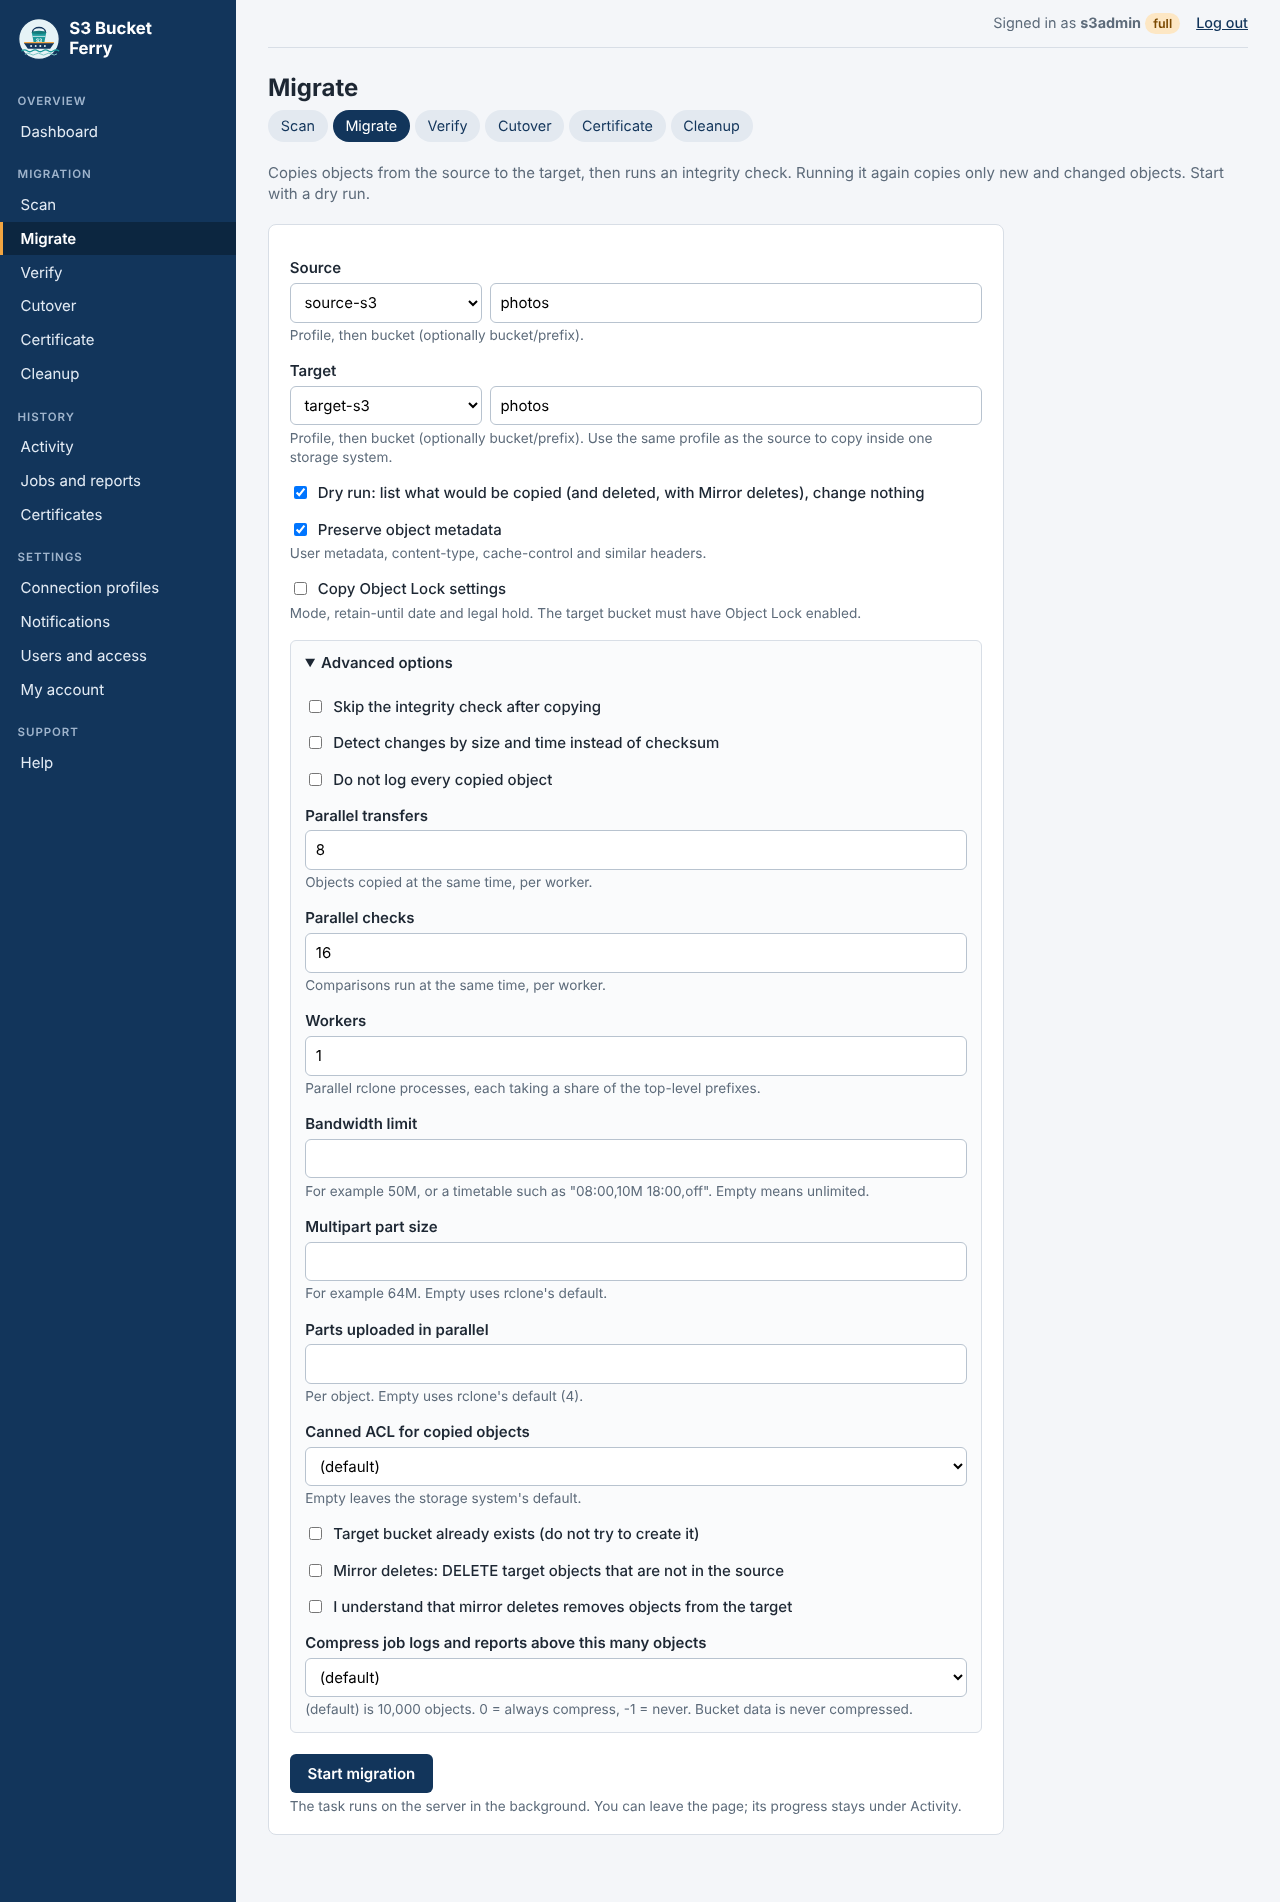 S3 Bucket
Ferry
OVERVIEW
Dashboard
MIGRATION
Scan
Migrate
Verify
Cutover
Certificate
Cleanup
HISTORY
Activity
Jobs and reports
Certificates
SETTINGS
Connection profiles
Notifications
Users and access
My account
SUPPORT
Help
Signed in as s3admin full Log out
Migrate
Scan Migrate Verify Cutover Certificate Cleanup
Copies objects from the source to the target, then runs an integrity check. Running it again copies only new and changed objects. Start
with a dry run.
Source
source-s3 photos
Profile, then bucket (optionally bucket/prefix).
Target
target-s3 photos
Profile, then bucket (optionally bucket/prefix). Use the same profile as the source to copy inside one
storage system.
Dry run: list what would be copied (and deleted, with Mirror deletes), change nothing
Preserve object metadata
User metadata, content-type, cache-control and similar headers.
Copy Object Lock settings
Mode, retain-until date and legal hold. The target bucket must have Object Lock enabled.
▼ Advanced options
Skip the integrity check after copying
Detect changes by size and time instead of checksum
Do not log every copied object
Parallel transfers
8
Objects copied at the same time, per worker.
Parallel checks
16
Comparisons run at the same time, per worker.
Workers
1
Parallel rclone processes, each taking a share of the top-level prefixes.
Bandwidth limit
For example 50M, or a timetable such as "08:00,10M 18:00,off". Empty means unlimited.
Multipart part size
For example 64M. Empty uses rclone's default.
Parts uploaded in parallel
Per object. Empty uses rclone's default (4).
Canned ACL for copied objects
(default)
Empty leaves the storage system's default.
Target bucket already exists (do not try to create it)
Mirror deletes: DELETE target objects that are not in the source
I understand that mirror deletes removes objects from the target
Compress job logs and reports above this many objects
(default)
(default) is 10,000 objects. 0 = always compress, -1 = never. Bucket data is never compressed.
Start migration
The task runs on the server in the background. You can leave the page; its progress stays under Activity.